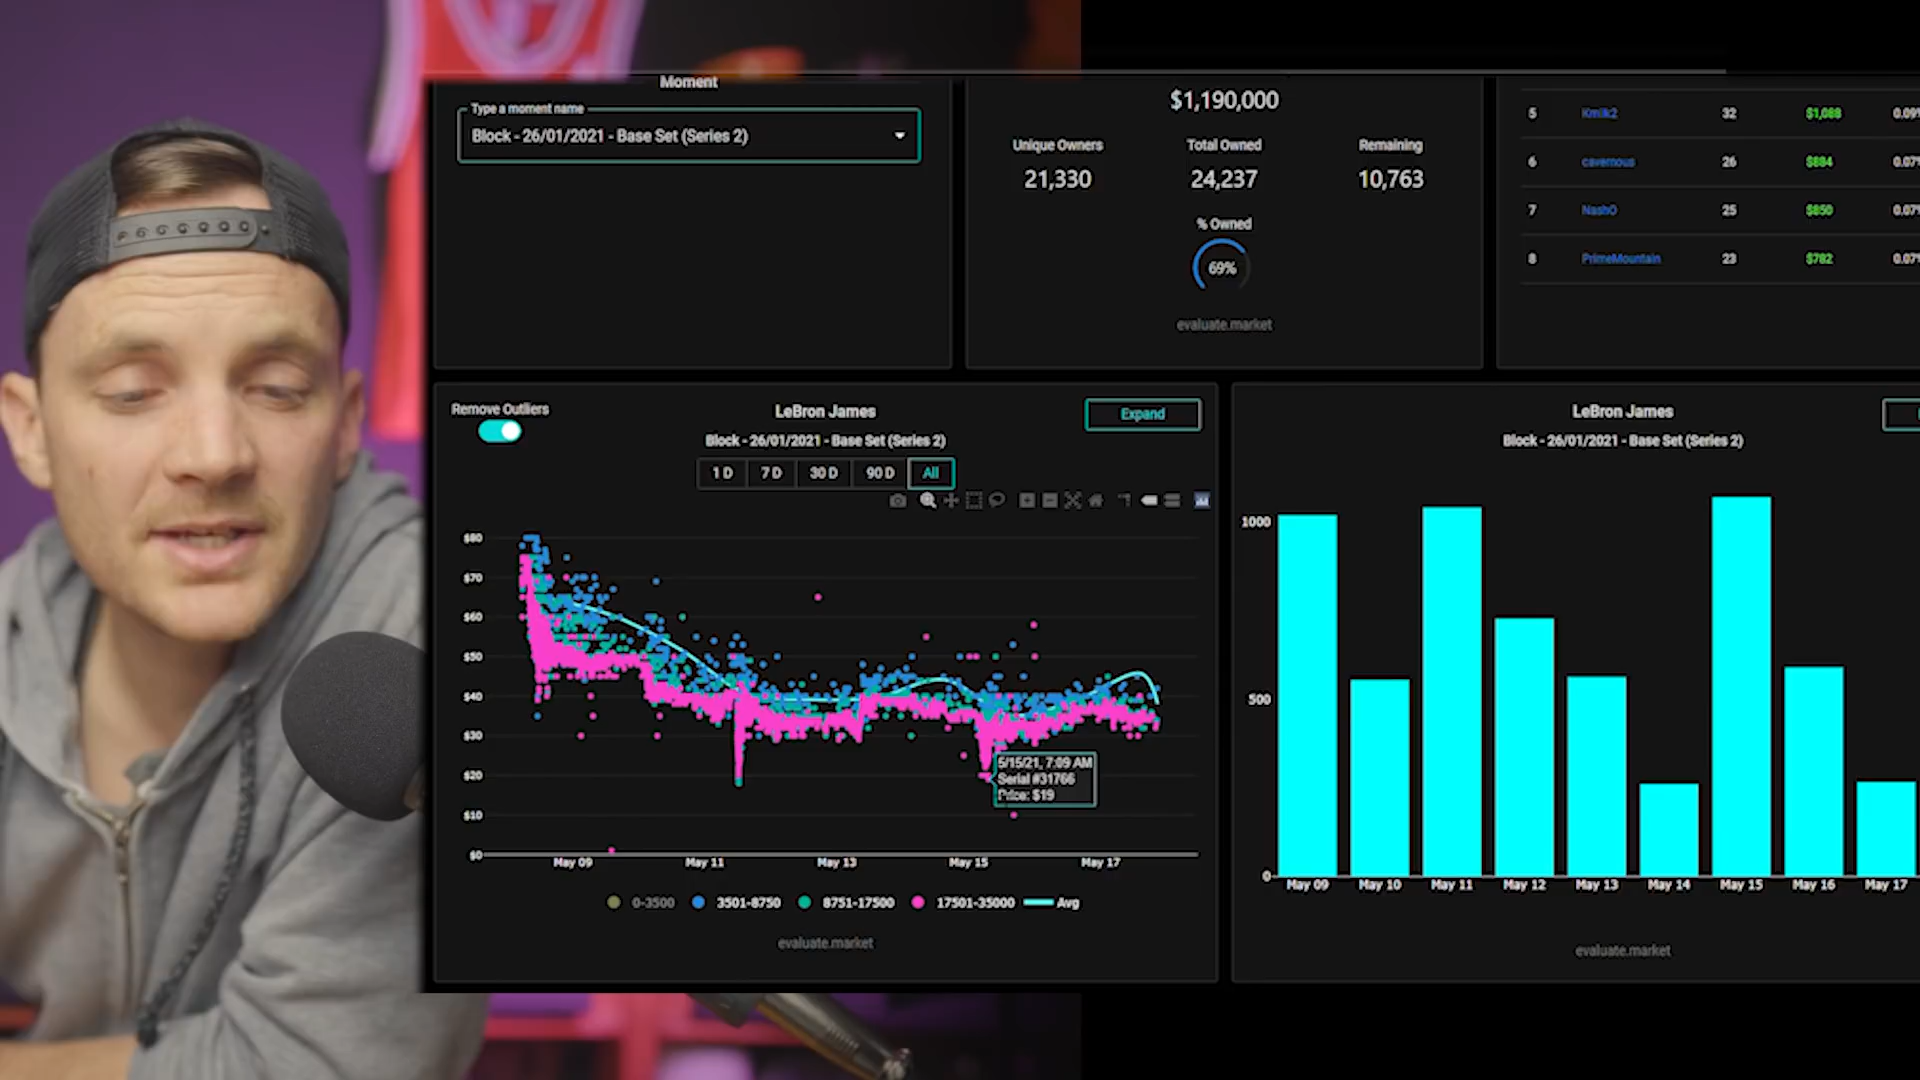 Moment
Type a moment name
Block - 26/01/2021 - Base Set (Series 2)
$1,190,000
Unique Owners Total Owned Remaining
21,330 24,237 10,763
% Owned
69%
evaluate.market
5 Kmlk2 32 $1,088
6 cavernous 26 $884
7 NashO 25 $850
8 PrimeMountain 23 $782
Remove Outliers
LeBron James
Expand
Block - 26/01/2021 - Base Set (Series 2)
1 D 7 D 30 D 90 D All
$80
$70
$60
$50
$40
$30
$20
$10
$0
5/15/21, 7:09 AM
Serial #31766
Price: $19
May 09 May 11 May 13 May 15 May 17
0-3500 3501-8750 8751-17500 17501-35000 Avg
evaluate.market
LeBron James
Block - 26/01/2021 - Base Set (Series 2)
1000
500
0
May 09 May 10 May 11 May 12 May 13 May 14 May 15 May 16 May 17
evaluate.market